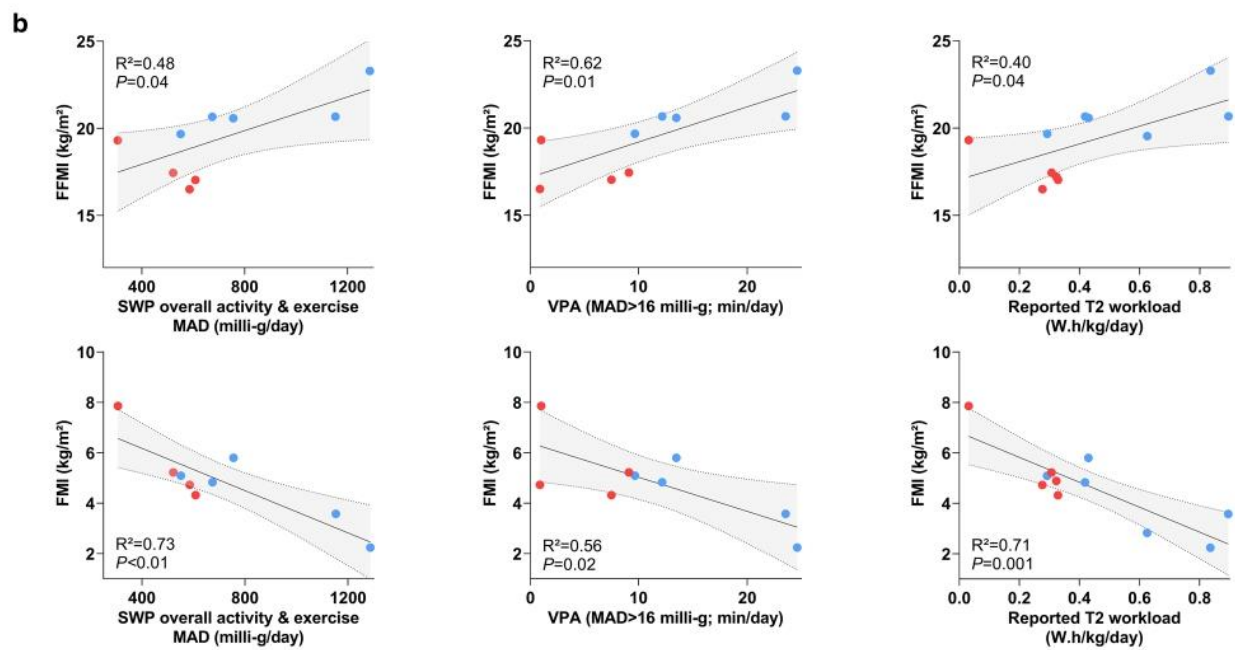 b
25
20
15
FFMI (kg/m²)
R²=0.48
P=0.04
400 800 1200
SWP overall activity & exercise
MAD (milli-g/day)
25
20
15
FFMI (kg/m²)
R²=0.62
P=0.01
0 10 20
VPA (MAD>16 milli-g; min/day)
25
20
15
FFMI (kg/m²)
R²=0.40
P=0.04
0.0 0.2 0.4 0.6 0.8
Reported T2 workload
(W.h/kg/day)
10
8
6
4
2
FMI (kg/m²)
R²=0.73
P<0.01
400 800 1200
SWP overall activity & exercise
MAD (milli-g/day)
10
8
6
4
2
FMI (kg/m²)
R²=0.56
P=0.02
0 10 20
VPA (MAD>16 milli-g; min/day)
10
8
6
4
2
FMI (kg/m²)
R²=0.71
P=0.001
0.0 0.2 0.4 0.6 0.8
Reported T2 workload
(W.h/kg/day)